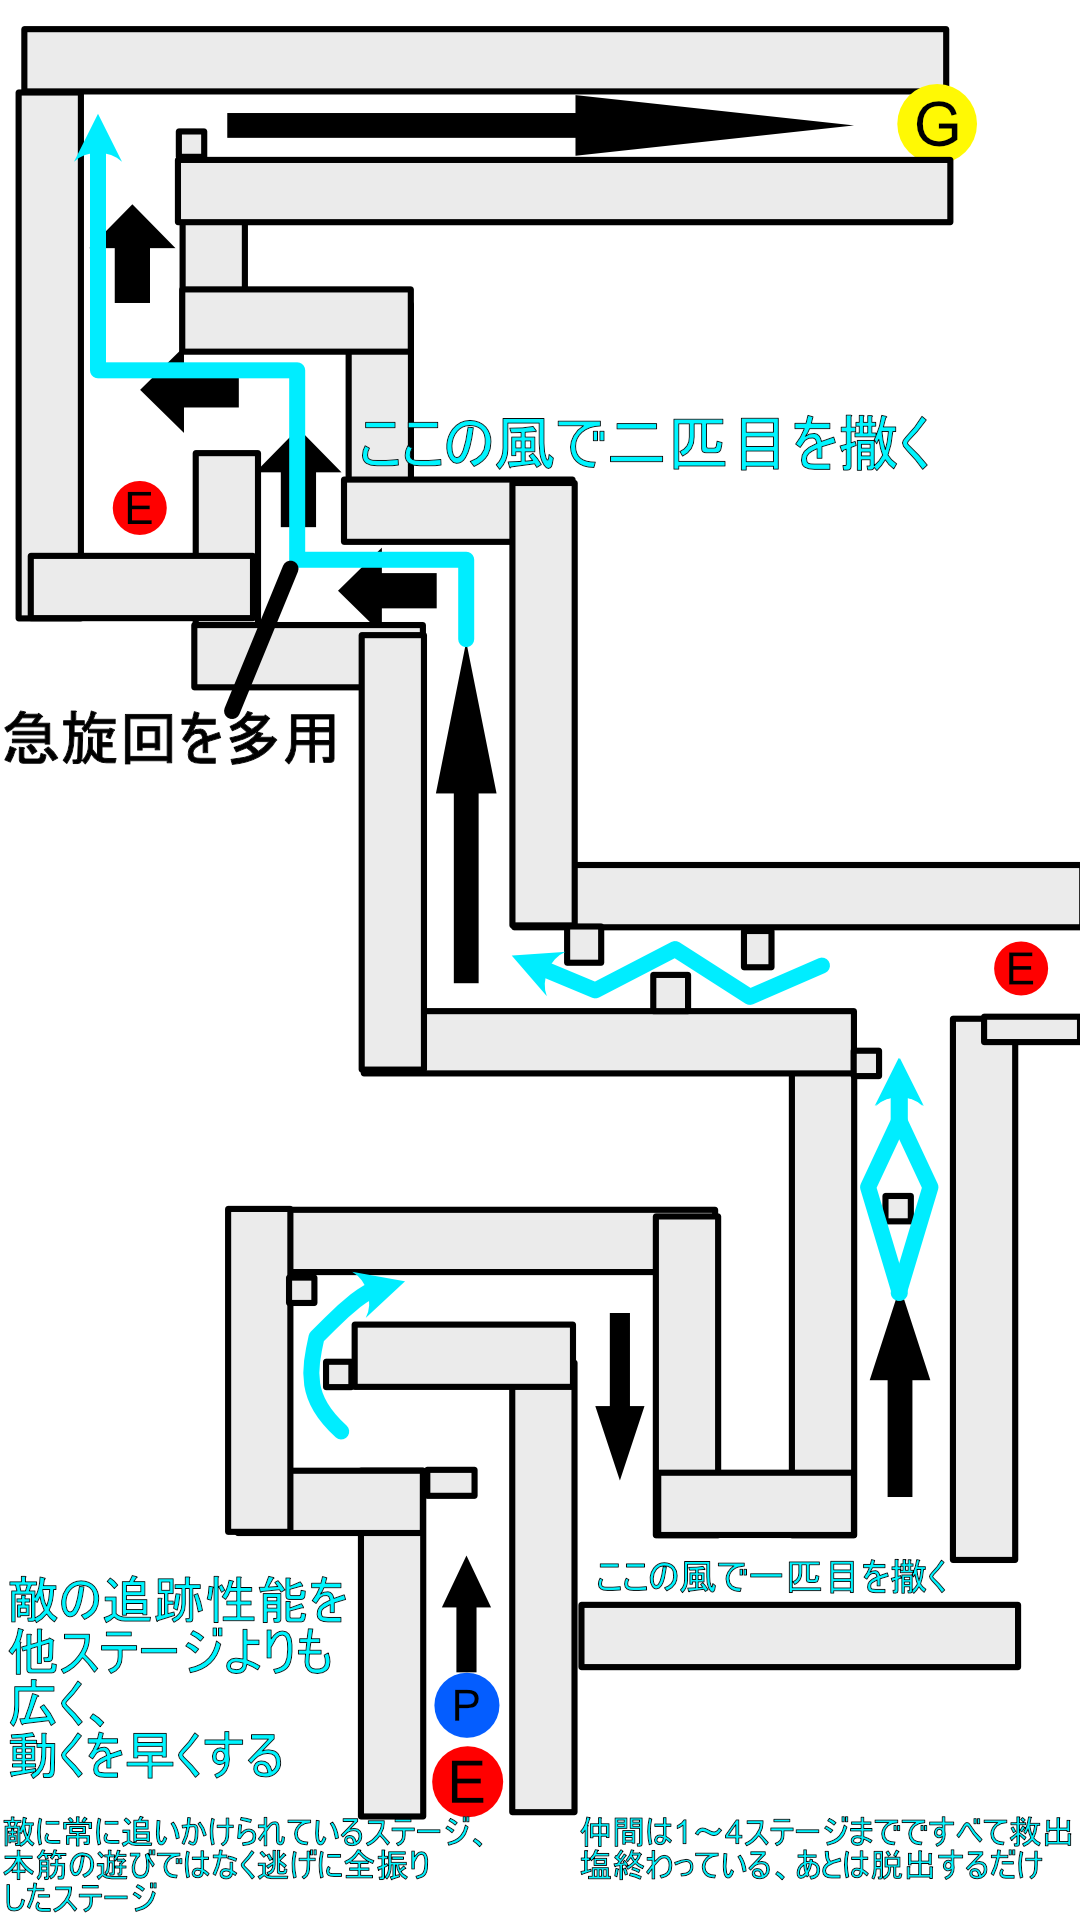 G
ここの風で二匹目を撒く
E
急旋回を多用
E
ここの風で一匹目を撒く
敵の追跡性能を
他ステージよりも
広く、
動くを早くする
P
E
敵に常に追いかけられているステージ、
本筋の遊びではなく逃げに全振り
したステージ
仲間は1～4ステージまでですべて救出
塩終わっている、あとは脱出するだけ